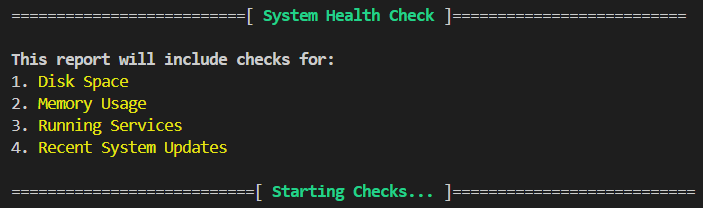 ==========================[ System Health Check ]==========================
This report will include checks for:
1. Disk Space
2. Memory Usage
3. Running Services
4. Recent System Updates
===========================[ Starting Checks... ]===========================